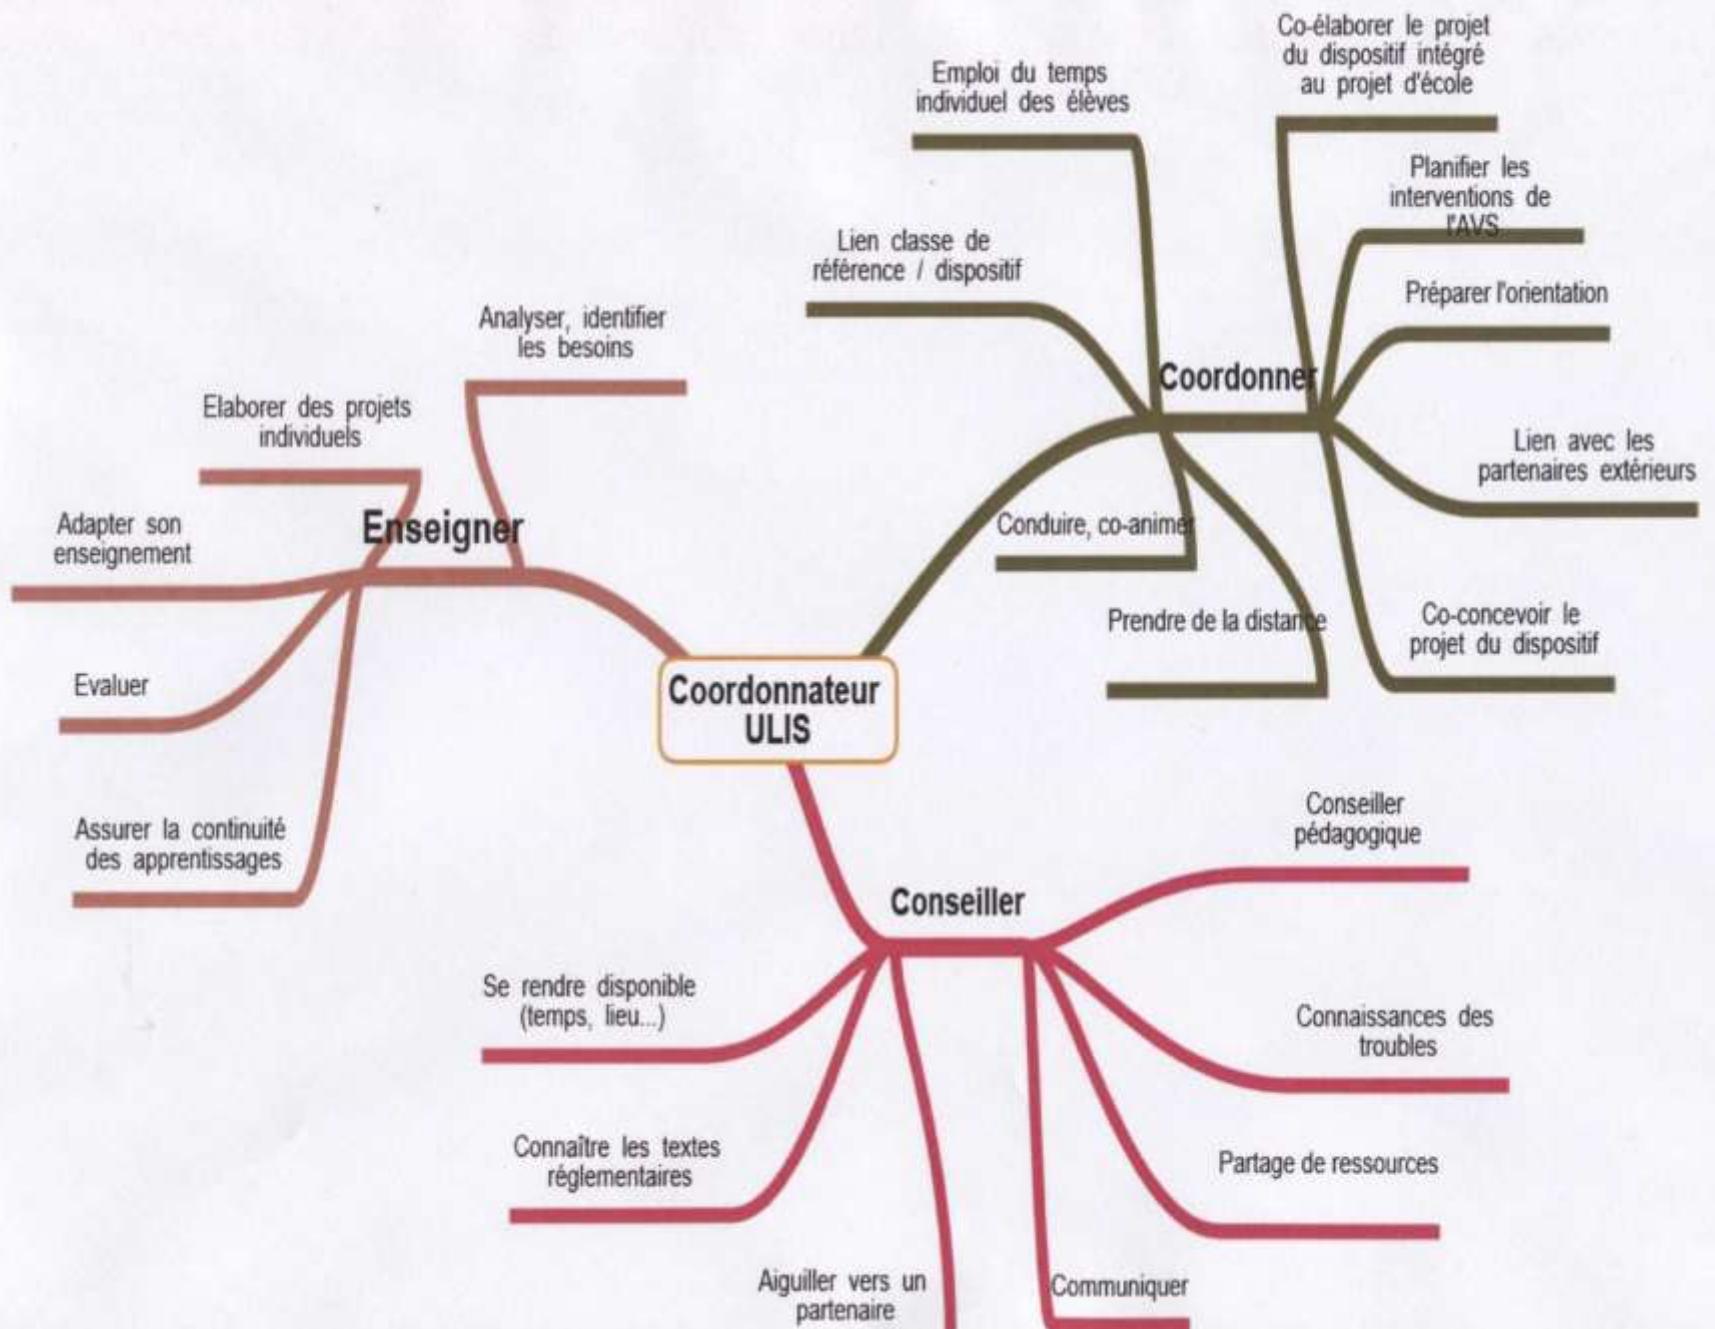 Co-élaborer le projet
du dispositif intégré
au projet d'école
Emploi du temps
individuel des élèves
Planifier les
interventions de
l'AVS
Lien classe de
référence / dispositif
Préparer l'orientation
Analyser, identifier
les besoins
Coordonner
Elaborer des projets
individuels
Lien avec les
partenaires extérieurs
Adapter son
enseignement
Enseigner
Conduire, co-animer
Prendre de la distance
Co-concevoir le
projet du dispositif
Evaluer
Coordonnateur
ULIS
Assurer la continuité
des apprentissages
Conseiller
pédagogique
Conseiller
Se rendre disponible
(temps, lieu...)
Connaissances des
troubles
Connaître les textes
réglementaires
Partage de ressources
Aiguiller vers un
partenaire
Communiquer